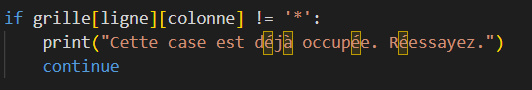 if grille[ligne][colonne] != '*':
    print("Cette case est déjà occupée. Réessayez.")
    continue